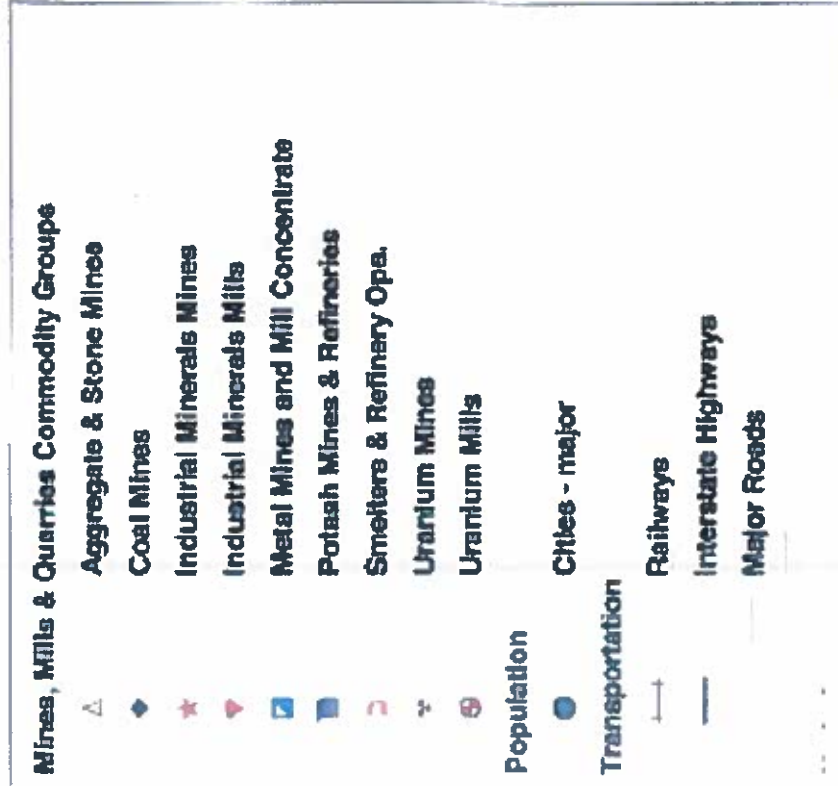 Mines, Mills & Quarries Commodity Groups
Aggregate & Stone Mines
Coal Mines
Industrial Minerals Mines
Industrial Minerals Mills
Metal Mines and Mill Concentrate
Potash Mines & Refineries
Smelters & Refinery Ops.
Uranium Mines
Uranium Mills
Population
Cities - major
Transportation
Railways
Interstate Highways
Major Roads